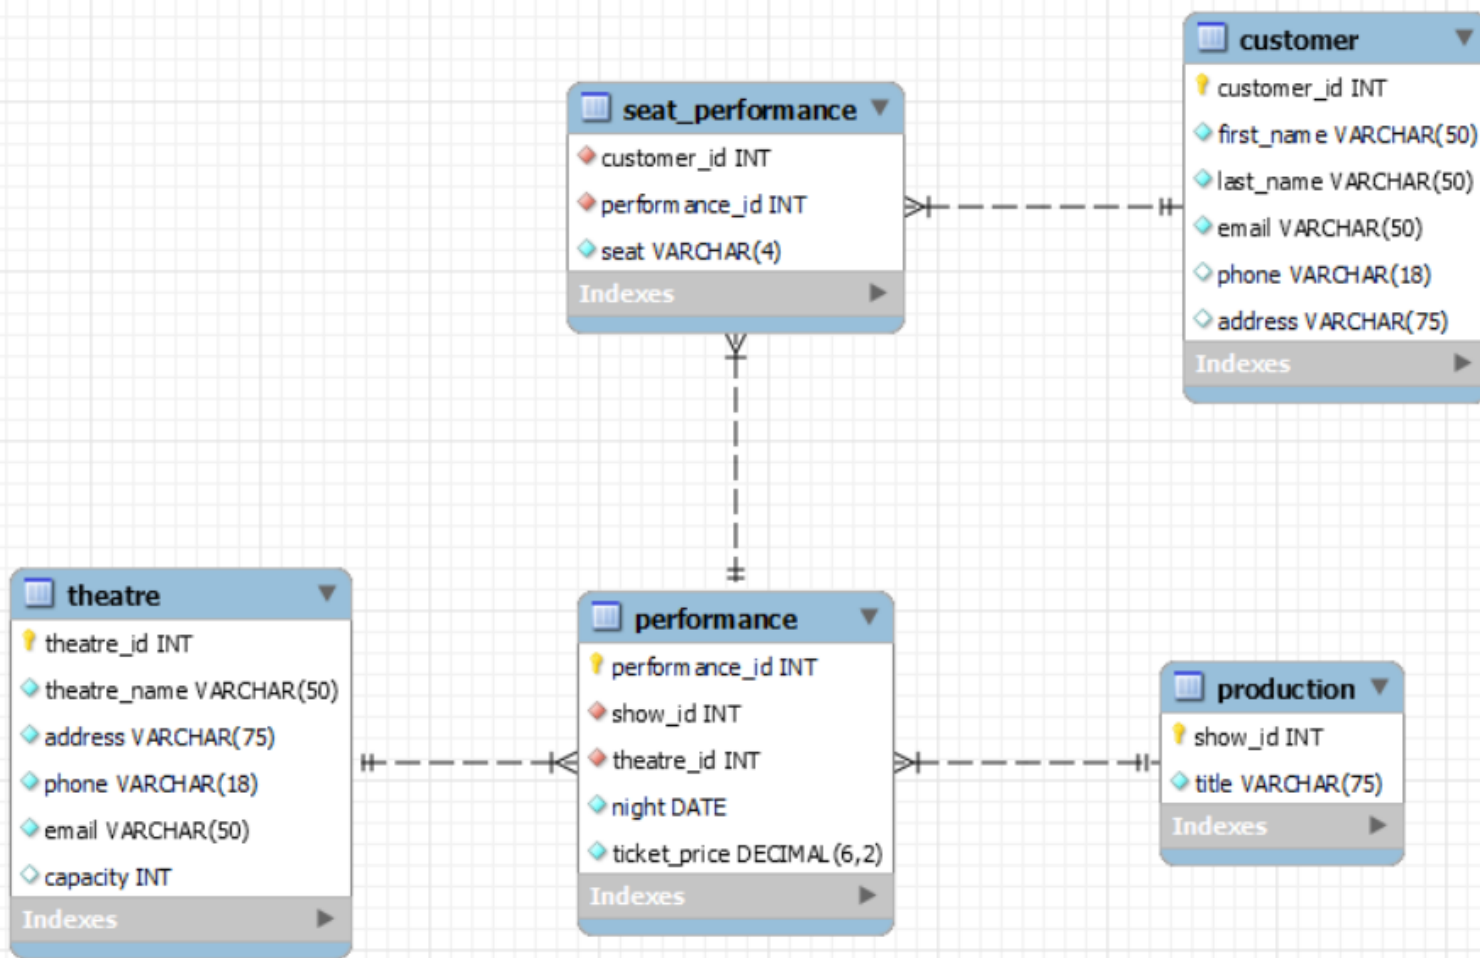 customer
customer_id INT
first_name VARCHAR(50)
last_name VARCHAR(50)
email VARCHAR(50)
phone VARCHAR(18)
address VARCHAR(75)
Indexes
seat_performance
customer_id INT
performance_id INT
seat VARCHAR(4)
Indexes
theatre
theatre_id INT
theatre_name VARCHAR(50)
address VARCHAR(75)
phone VARCHAR(18)
email VARCHAR(50)
capacity INT
Indexes
performance
performance_id INT
show_id INT
theatre_id INT
night DATE
ticket_price DECIMAL(6,2)
Indexes
production
show_id INT
title VARCHAR(75)
Indexes